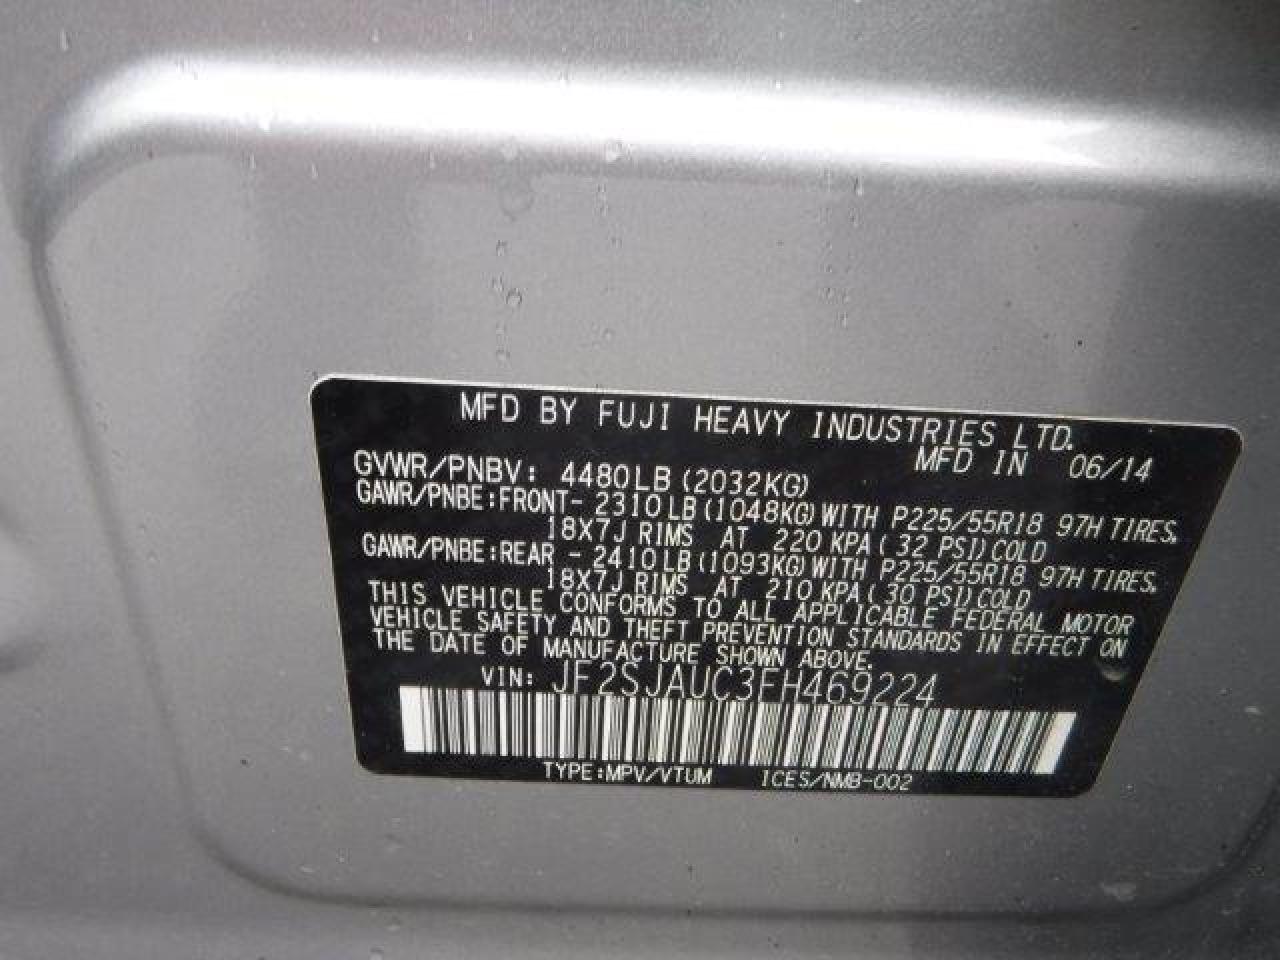 MFD BY FUJI HEAVY INDUSTRIES LTD.
MFD IN 06/14
GVWR/PNBV: 4480LB (2032KG)
GAWR/PNBE:FRONT- 2310LB (1048KG) WITH P225/55R18 97H TIRES.
18X7J RIMS AT 220 KPA ( 32 PSI) COLD
GAWR/PNBE:REAR - 2410LB (1093KG) WITH P225/55R18 97H TIRES.
18X7J RIMS AT 210 KPA ( 30 PSI) COLD
THIS VEHICLE CONFORMS TO ALL APPLICABLE FEDERAL MOTOR
VEHICLE SAFETY AND THEFT PREVENTION STANDARDS IN EFFECT ON
THE DATE OF MANUFACTURE SHOWN ABOVE.
VIN: JF2SJAUC3EH469224
TYPE:MPV/VTUM ICES/NMB-002